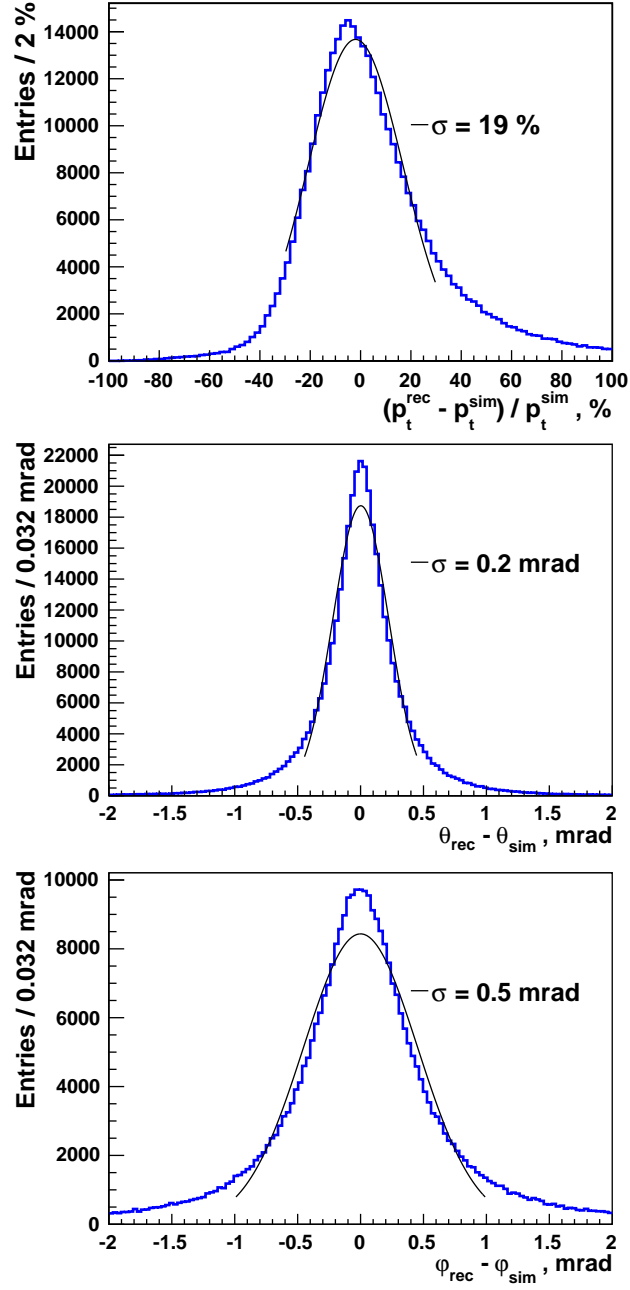 Entries / 2 %
14000
12000
10000
8000
6000
4000
2000
0
σ = 19 %
-100 -80 -60 -40 -20 0 20 40 60 80 100
(p_t^rec - p_t^sim) / p_t^sim , %
Entries / 0.032 mrad
22000
20000
18000
16000
14000
12000
10000
8000
6000
4000
2000
0
σ = 0.2 mrad
-2 -1.5 -1 -0.5 0 0.5 1 1.5 2
θ_rec - θ_sim , mrad
Entries / 0.032 mrad
10000
8000
6000
4000
2000
0
σ = 0.5 mrad
-2 -1.5 -1 -0.5 0 0.5 1 1.5 2
φ_rec - φ_sim , mrad